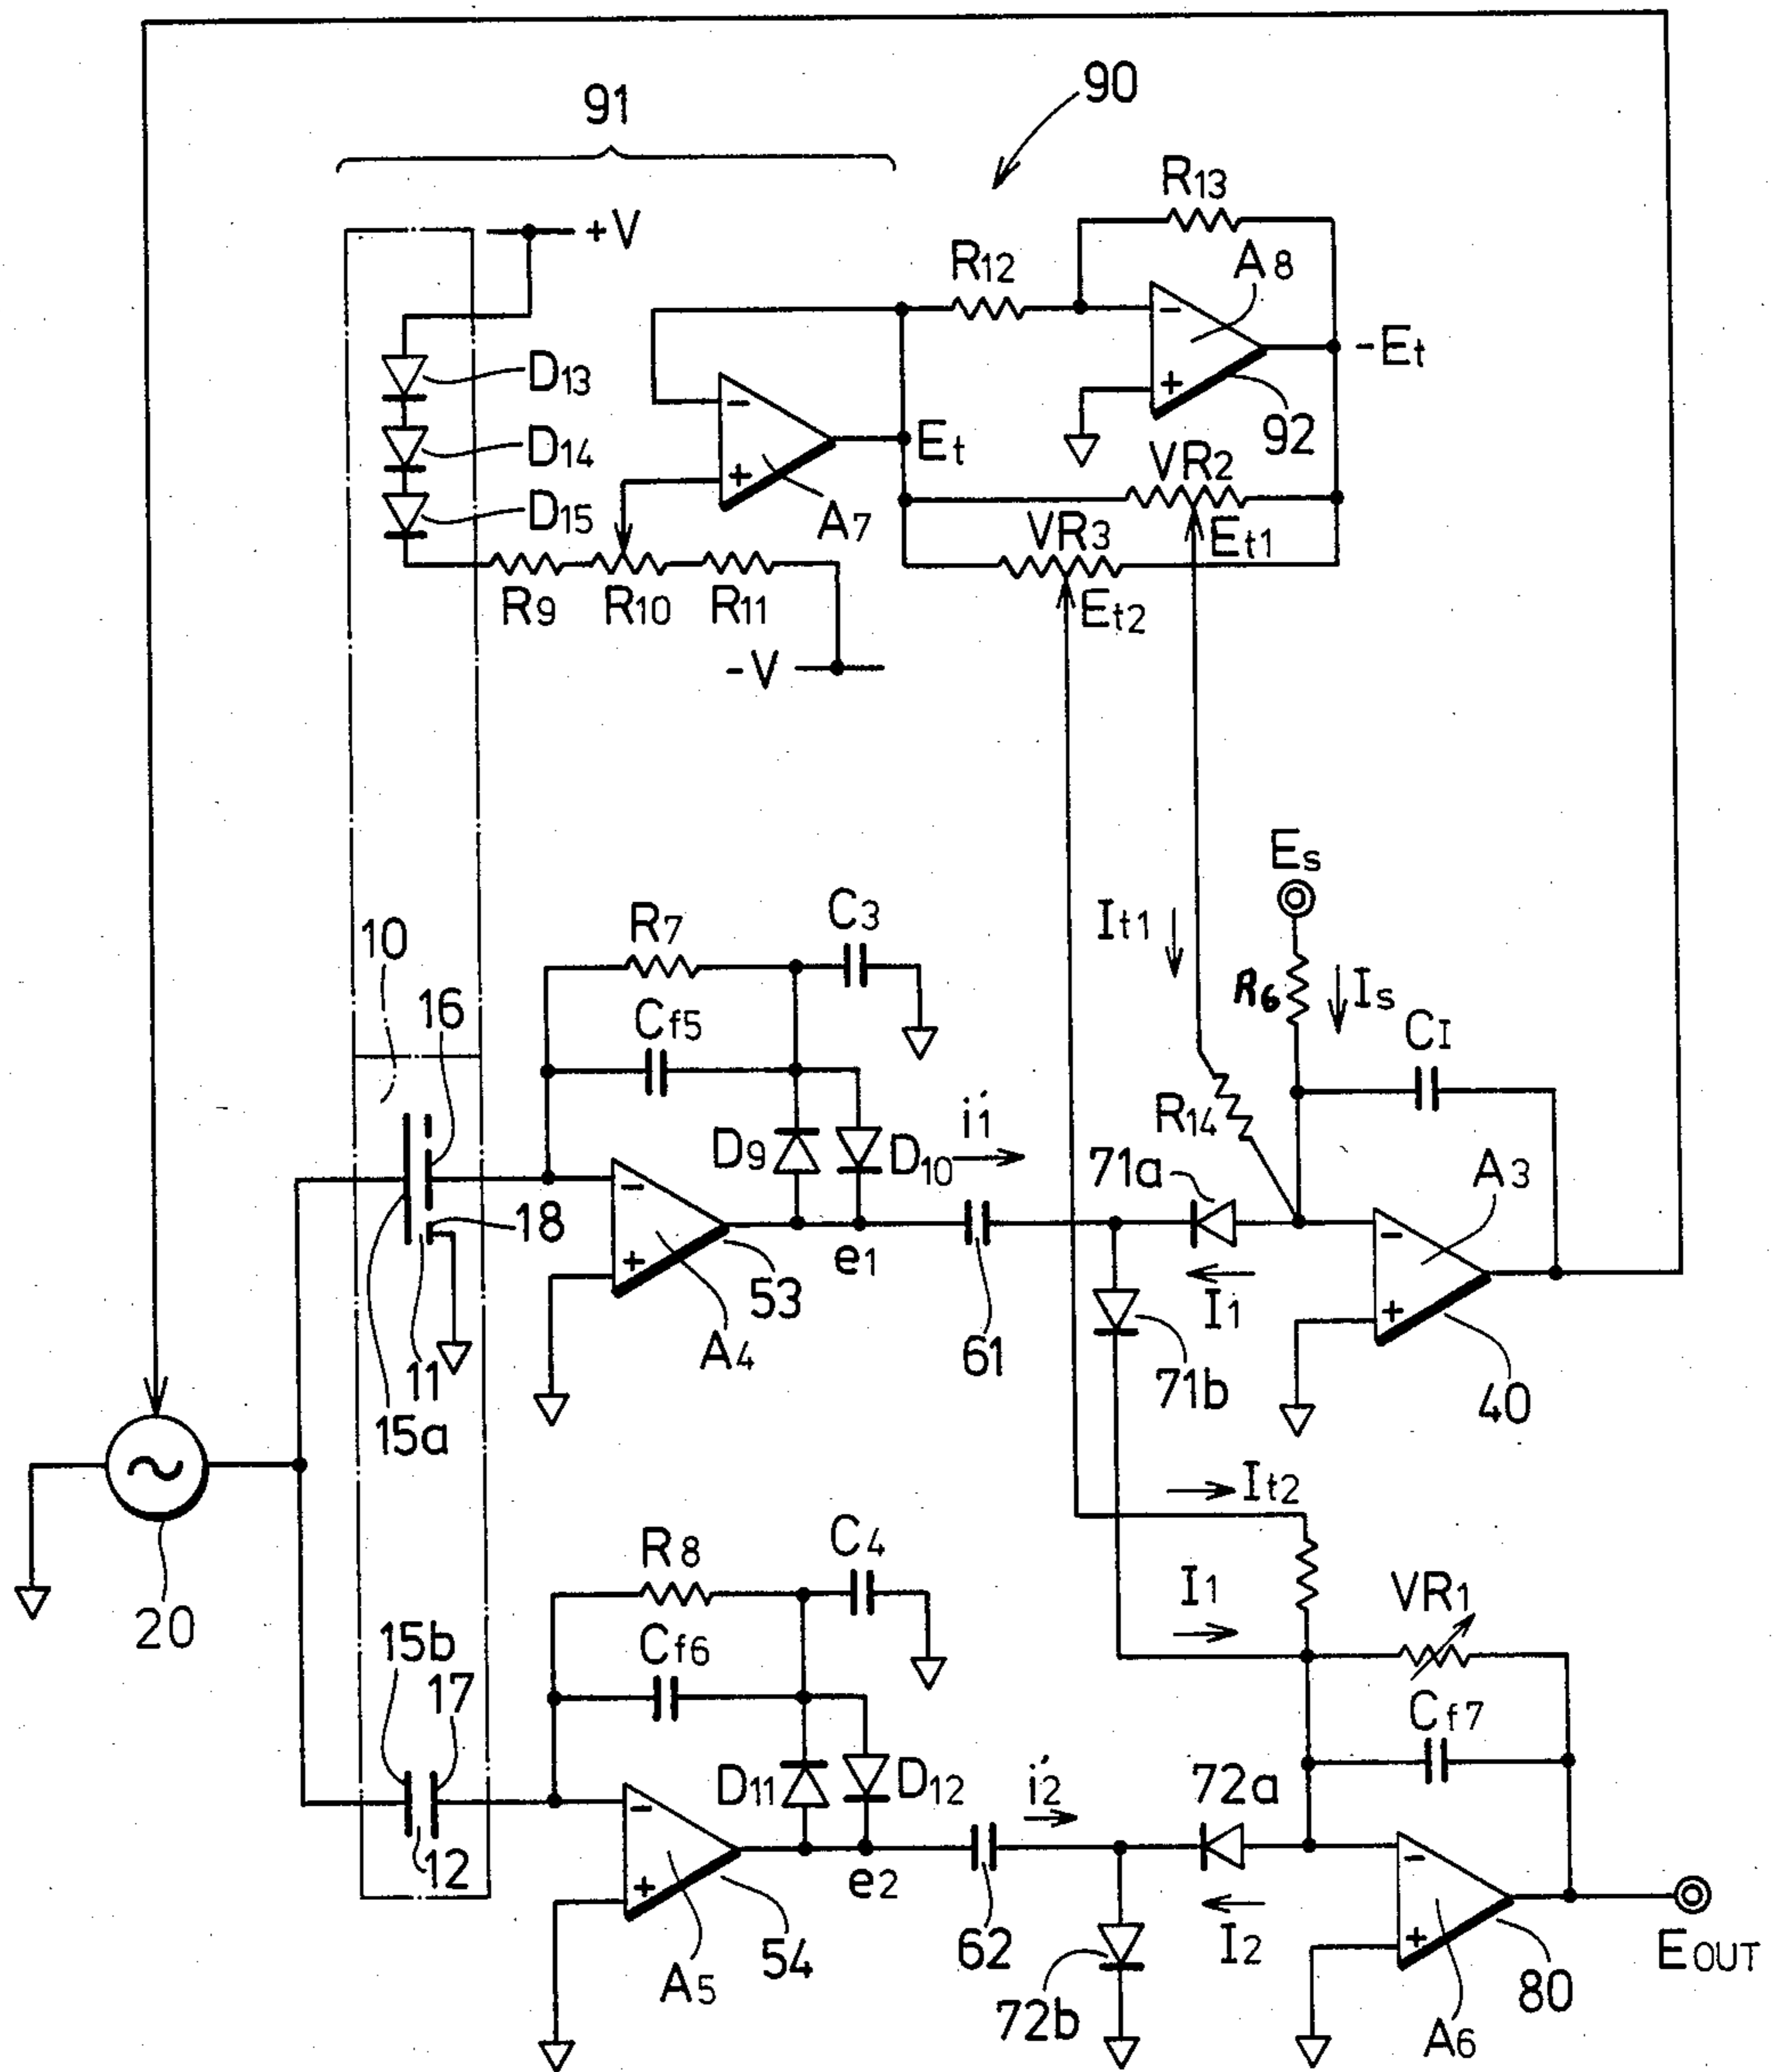 90
91
R13
+V
R12
A8
-
+
-Et
D13
92
D14
-
+
Et
VR2
D15
A7
VR3
Et1
R9
R10
R11
Et2
-V
Es
It1
R7
C3
10
16
R6
Is
Cf5
CI
R14
D9
D10
i1'
71a
A3
18
-
+
e1
53
I1
-
+
11
A4
61
71b
40
15a
~
It2
20
R8
C4
I1
VR1
15b
17
Cf6
Cf7
D11
D12
i2'
72a
12
-
+
e2
54
62
I2
-
+
A5
72b
80
EOUT
A6